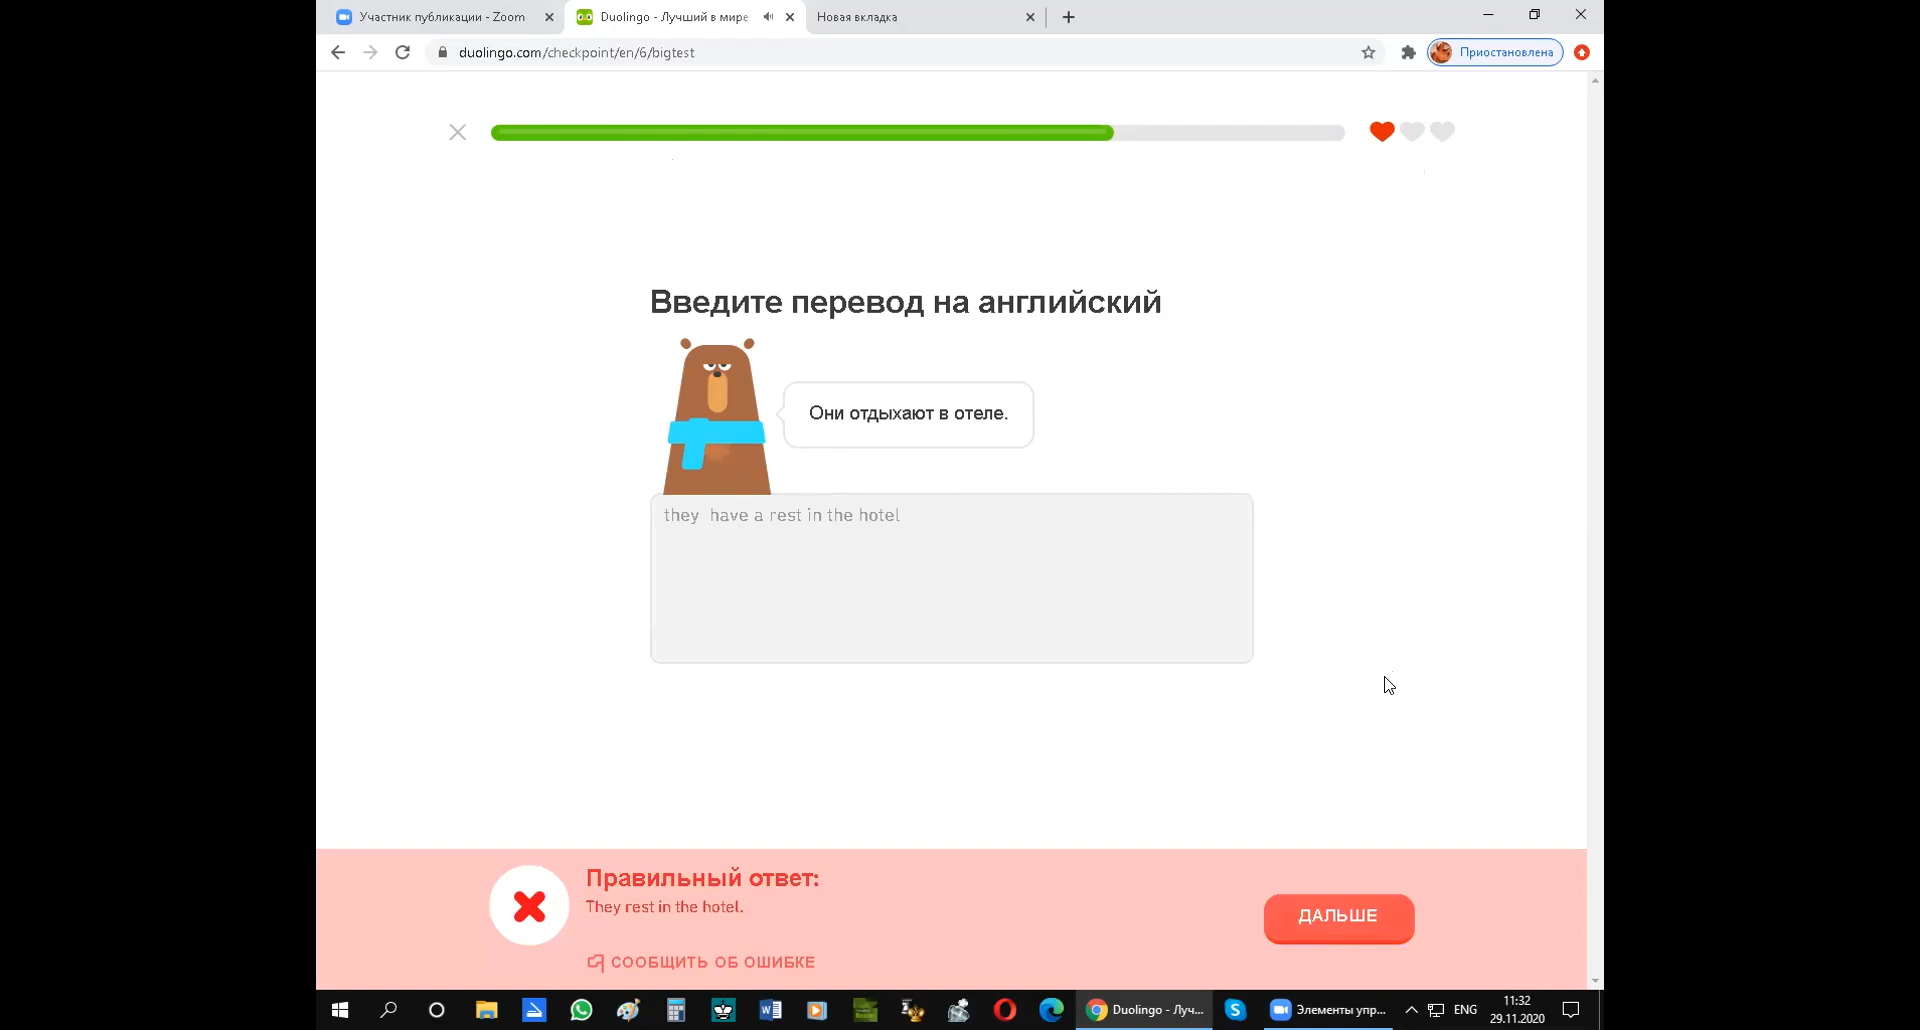 Участник публикации - Zoom
Duolingo - Лучший в мире
Новая вкладка
duolingo.com/checkpoint/en/6/bigtest
Приостановлена
Введите перевод на английский
Они отдыхают в отеле.
they  have a rest in the hotel
Правильный ответ:
They rest in the hotel.
ДАЛЬШЕ
СООБЩИТЬ ОБ ОШИБКЕ
Duolingo - Луч...
Элементы упр...
ENG
11:32
29.11.2020